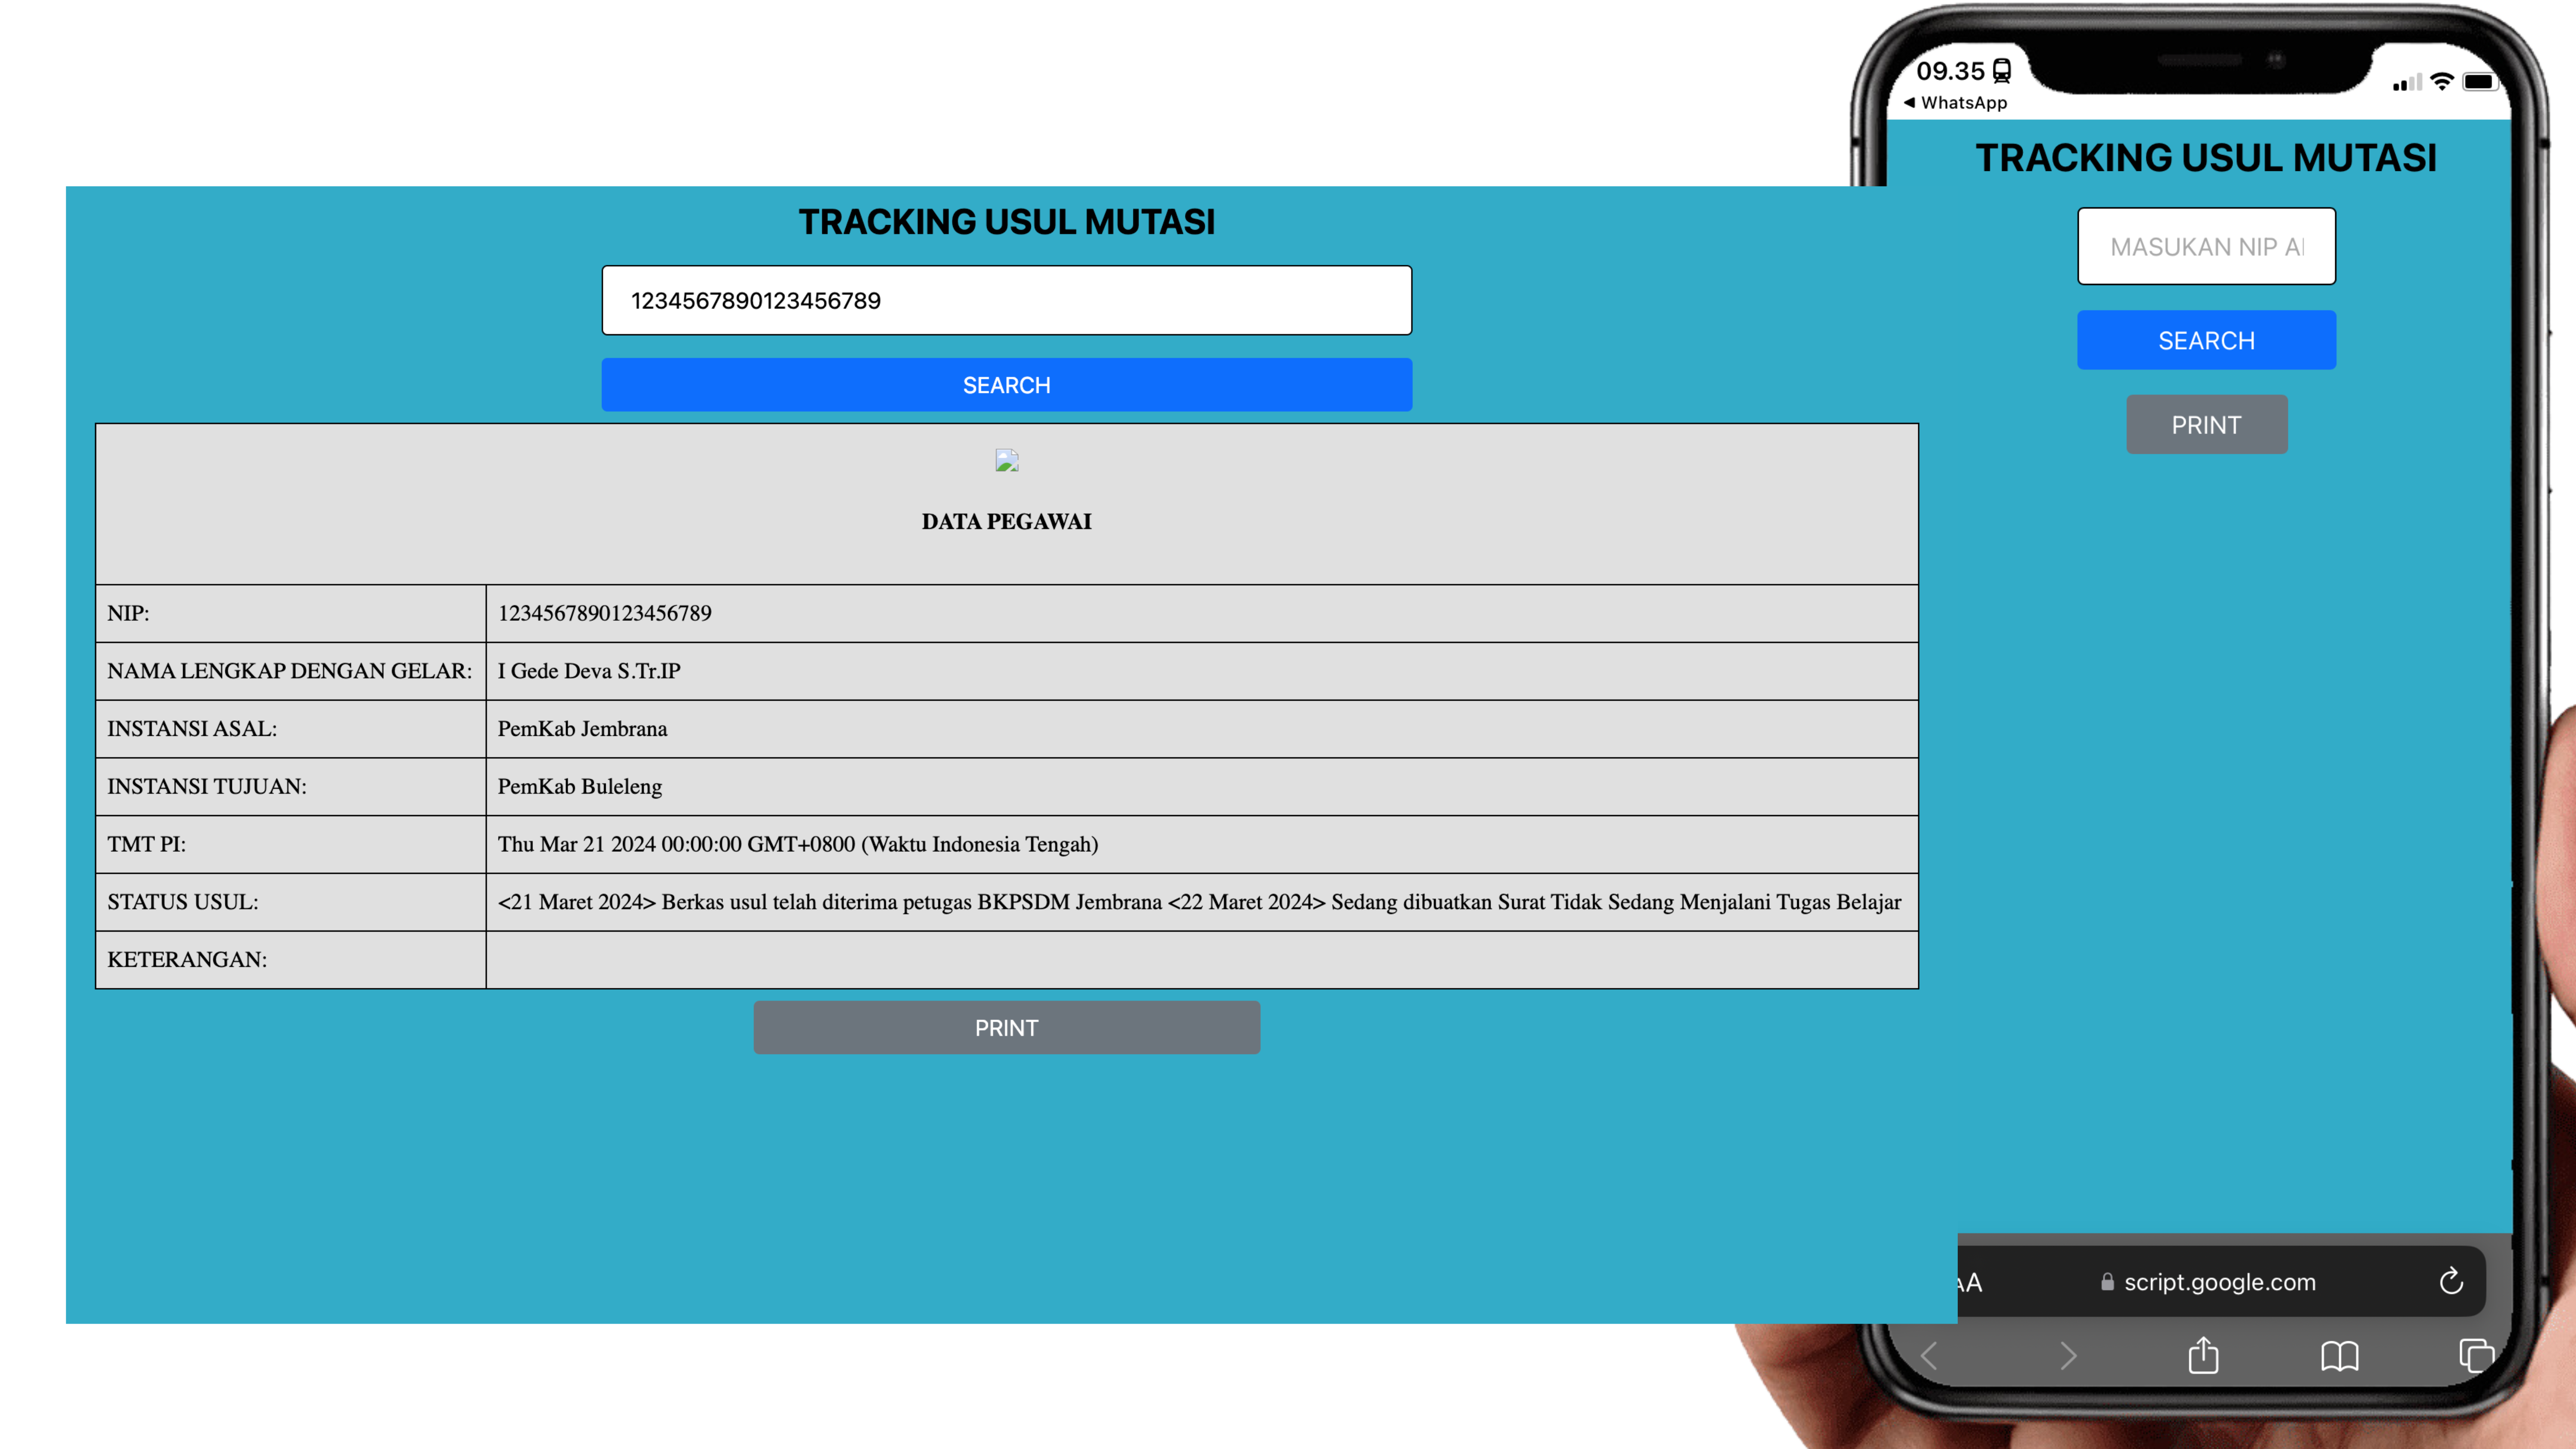 TRACKING USUL MUTASI
1234567890123456789
SEARCH
DATA PEGAWAI
NIP: 1234567890123456789
NAMA LENGKAP DENGAN GELAR: I Gede Deva S.Tr.IP
INSTANSI ASAL: PemKab Jembrana
INSTANSI TUJUAN: PemKab Buleleng
TMT PI: Thu Mar 21 2024 00:00:00 GMT+0800 (Waktu Indonesia Tengah)
STATUS USUL: <21 Maret 2024> Berkas usul telah diterima petugas BKPSDM Jembrana <22 Maret 2024> Sedang dibuatkan Surat Tidak Sedang Menjalani Tugas Belajar
KETERANGAN:
PRINT
09.35
WhatsApp
TRACKING USUL MUTASI
MASUKAN NIP
SEARCH
PRINT
script.google.com